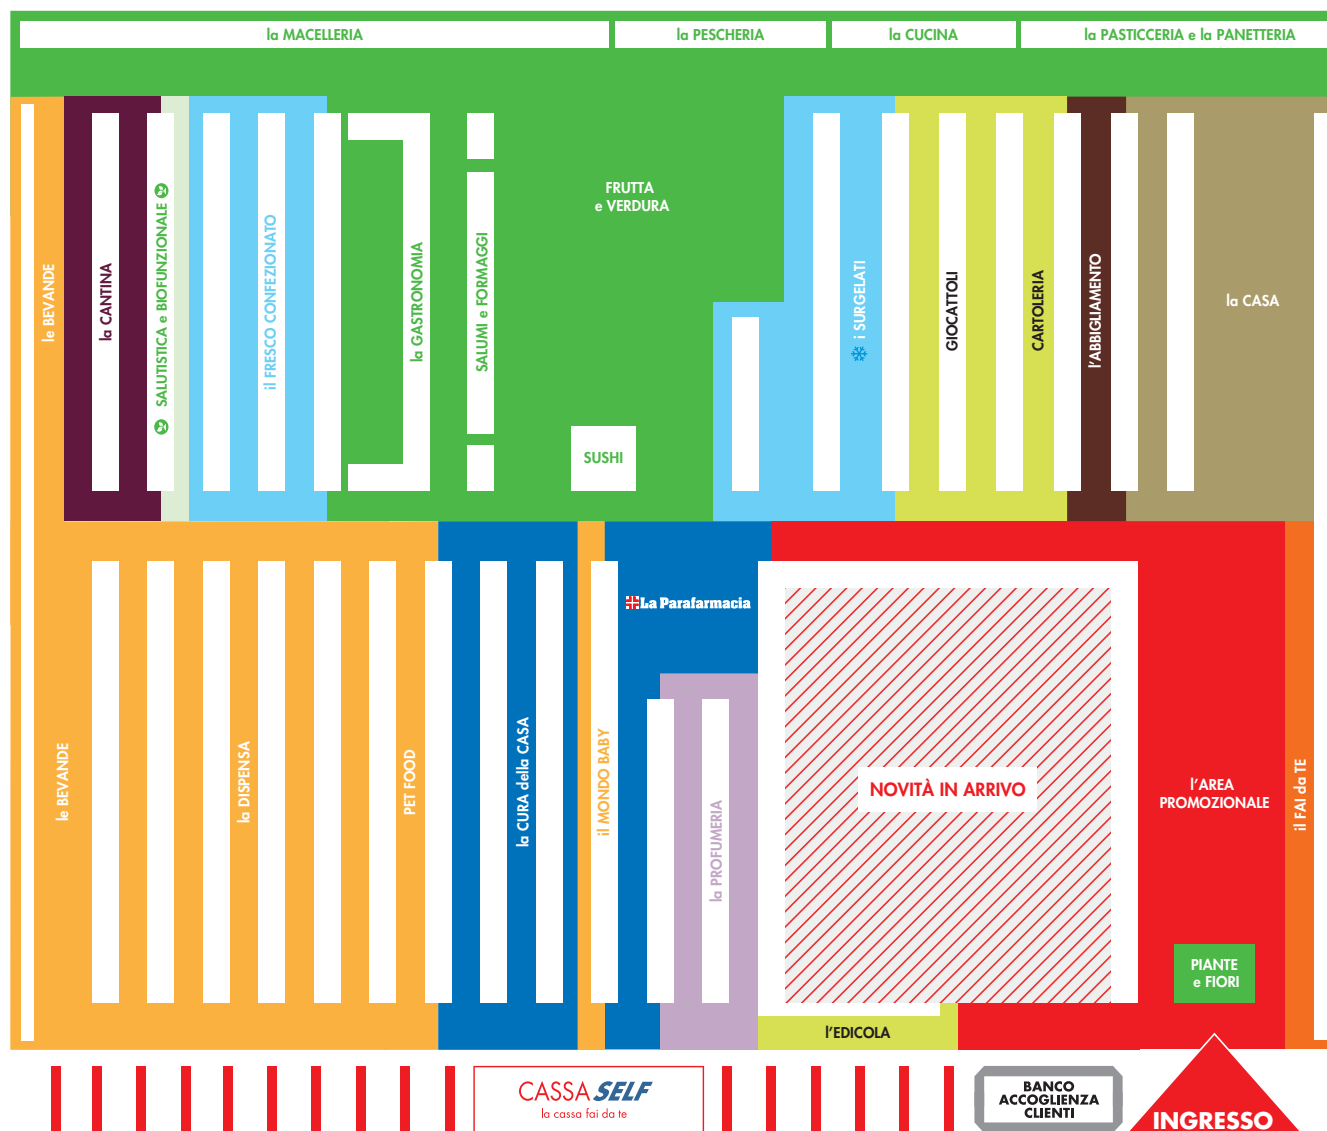 la MACELLERIA
la PESCHERIA
la CUCINA
la PASTICCERIA e la PANETTERIA
le BEVANDE
la CANTINA
SALUTISTICA e BIOFUNZIONALE
il FRESCO CONFEZIONATO
la GASTRONOMIA
SALUMI e FORMAGGI
FRUTTA
e VERDURA
SUSHI
i SURGELATI
GIOCATTOLI
CARTOLERIA
l'ABBIGLIAMENTO
la CASA
le BEVANDE
la DISPENSA
PET FOOD
la CURA della CASA
il MONDO BABY
La Parafarmacia
la PROFUMERIA
NOVITÀ IN ARRIVO
l'AREA
PROMOZIONALE
il FAI da TE
PIANTE
e FIORI
l'EDICOLA
CASSA SELF
la cassa fai da te
BANCO
ACCOGLIENZA
CLIENTI
INGRESSO